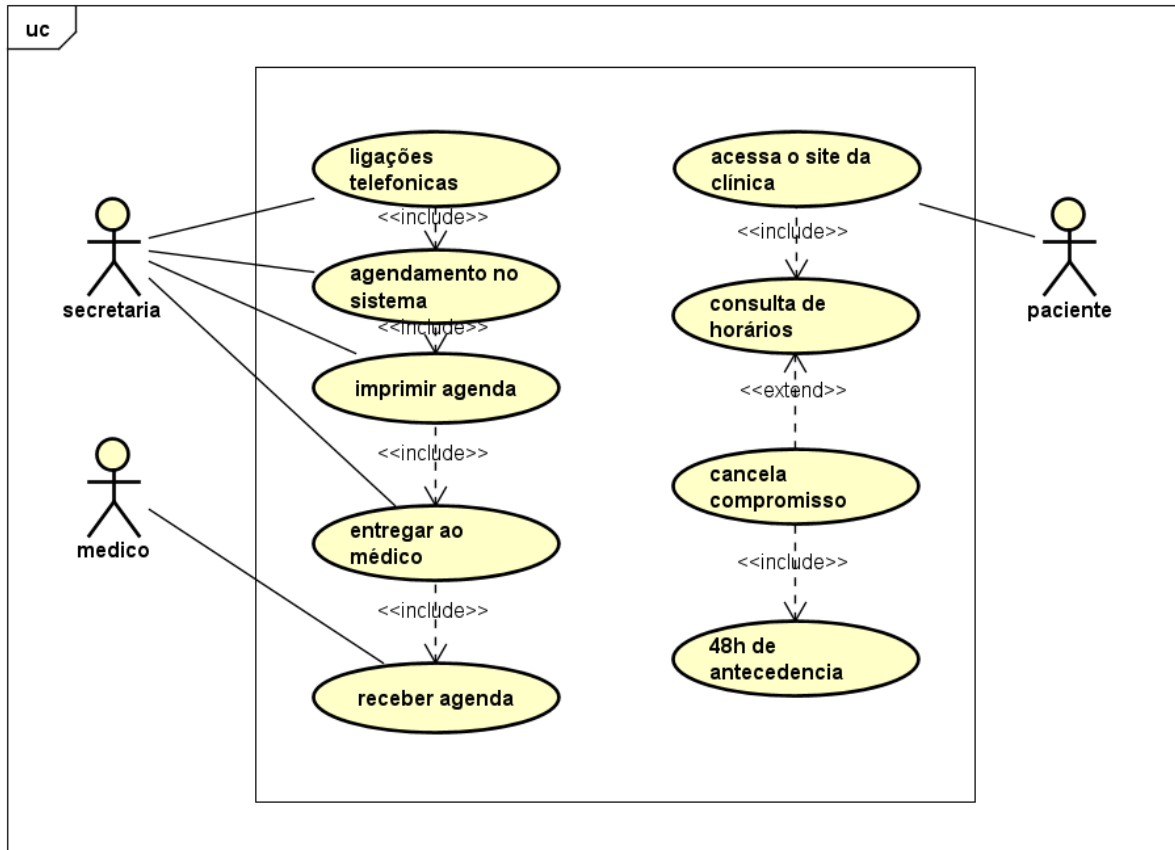 uc
ligações
telefonicas
<<include>>
agendamento no
sistema
<<include>>
imprimir agenda
<<include>>
entregar ao
médico
<<include>>
receber agenda
secretaria
medico
acessa o site da
clínica
<<include>>
consulta de
horários
<<extend>>
cancela
compromisso
<<include>>
48h de
antecedencia
paciente